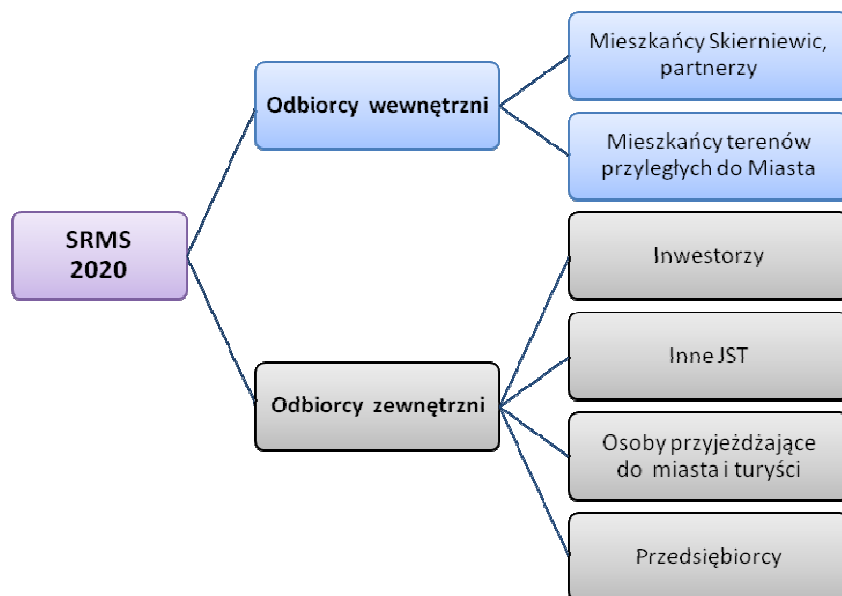 SRMS
2020
Odbiorcy wewnętrzni
Mieszkańcy Skierniewic,
partnerzy
Mieszkańcy terenów
przyległych do Miasta
Odbiorcy zewnętrzni
Inwestorzy
Inne JST
Osoby przyjeżdżające
do miasta i turyści
Przedsiębiorcy